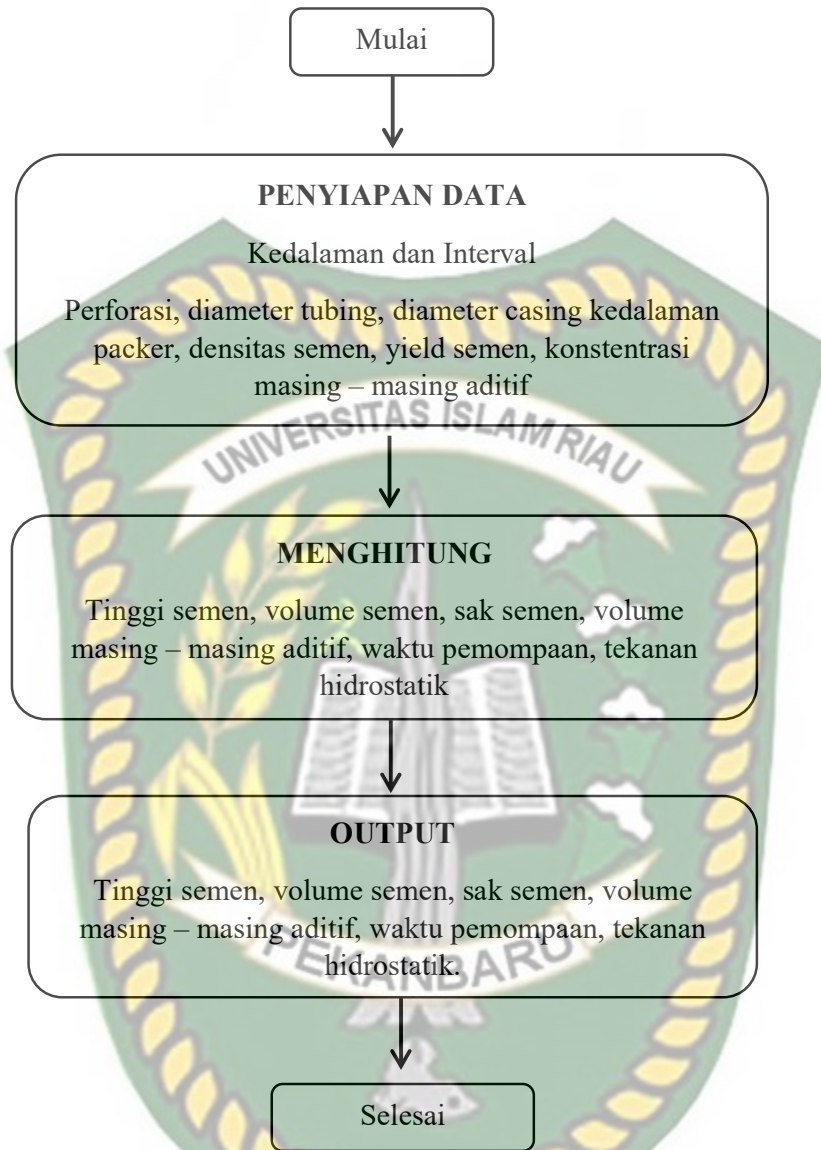 Mulai
PENYIAPAN DATA
Kedalaman dan Interval
Perforasi, diameter tubing, diameter casing kedalaman
packer, densitas semen, yield semen, konstentrasi
masing – masing aditif
UNIVERSITAS ISLAM RIAU
MENGHITUNG
Tinggi semen, volume semen, sak semen, volume
masing – masing aditif, waktu pemompaan, tekanan
hidrostatik
OUTPUT
Tinggi semen, volume semen, sak semen, volume
masing – masing aditif, waktu pemompaan, tekanan
hidrostatik.
PEKANBARU
Selesai